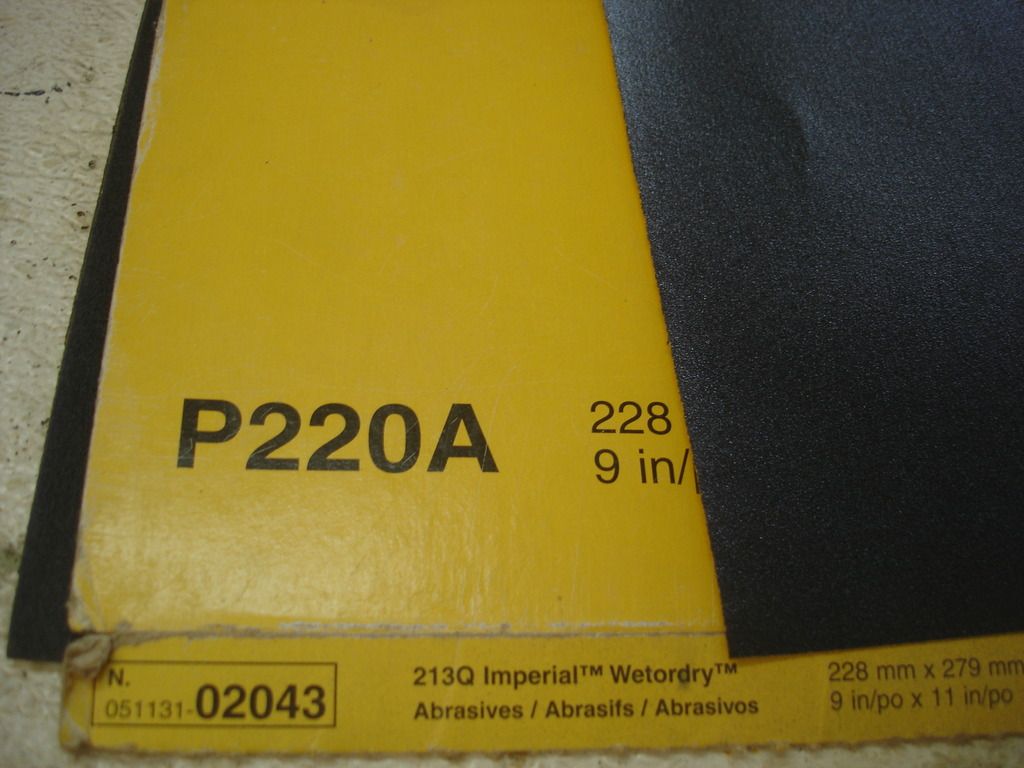 P220A
228
9 in/
N.
051131-02043
213Q Imperial™ Wetordry™
Abrasives / Abrasifs / Abrasivos
228 mm x 279 mm
9 in/po x 11 in/po